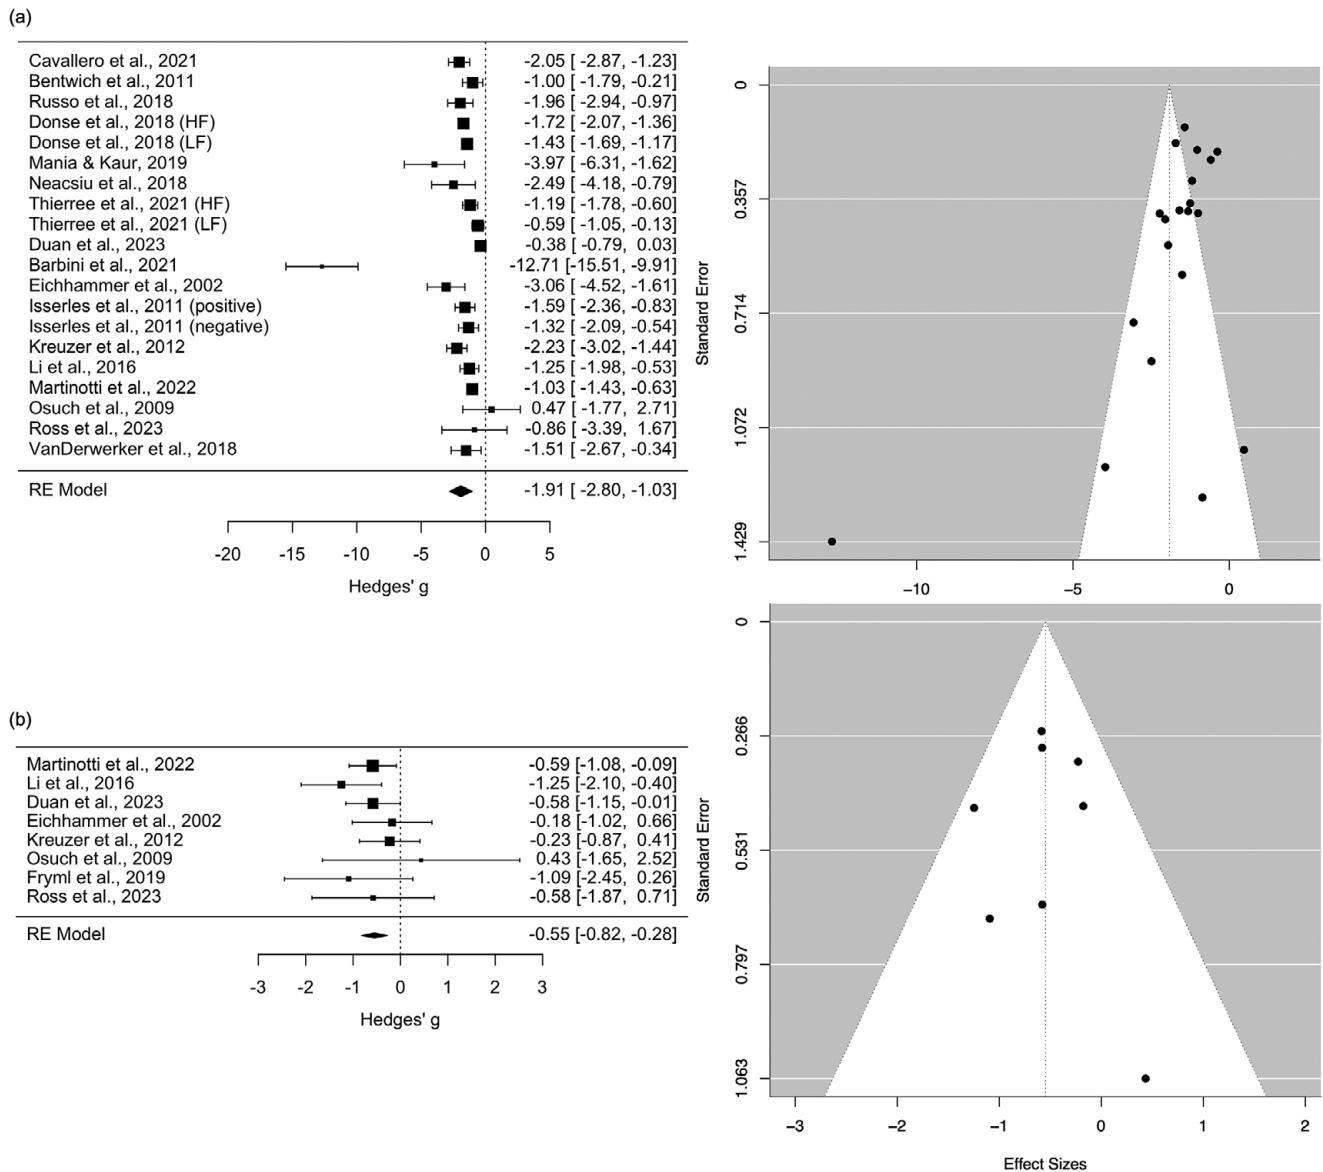 (a)
Cavallero et al., 2021 -2.05 [ -2.87, -1.23]
Bentwich et al., 2011 -1.00 [ -1.79, -0.21]
Russo et al., 2018 -1.96 [ -2.94, -0.97]
Donse et al., 2018 (HF) -1.72 [ -2.07, -1.36]
Donse et al., 2018 (LF) -1.43 [ -1.69, -1.17]
Mania & Kaur, 2019 -3.97 [ -6.31, -1.62]
Neacsiu et al., 2018 -2.49 [ -4.18, -0.79]
Thierree et al., 2021 (HF) -1.19 [ -1.78, -0.60]
Thierree et al., 2021 (LF) -0.59 [ -1.05, -0.13]
Duan et al., 2023 -0.38 [ -0.79, 0.03]
Barbini et al., 2021 -12.71 [-15.51, -9.91]
Eichhammer et al., 2002 -3.06 [ -4.52, -1.61]
Isserles et al., 2011 (positive) -1.59 [ -2.36, -0.83]
Isserles et al., 2011 (negative) -1.32 [ -2.09, -0.54]
Kreuzer et al., 2012 -2.23 [ -3.02, -1.44]
Li et al., 2016 -1.25 [ -1.98, -0.53]
Martinotti et al., 2022 -1.03 [ -1.43, -0.63]
Osuch et al., 2009 0.47 [ -1.77, 2.71]
Ross et al., 2023 -0.86 [ -3.39, 1.67]
VanDerwerker et al., 2018 -1.51 [ -2.67, -0.34]
RE Model -1.91 [ -2.80, -1.03]
-20 -15 -10 -5 0 5
Hedges' g
Standard Error
0
0.357
0.714
1.072
1.429
−10 −5 0
(b)
Martinotti et al., 2022 -0.59 [-1.08, -0.09]
Li et al., 2016 -1.25 [-2.10, -0.40]
Duan et al., 2023 -0.58 [-1.15, -0.01]
Eichhammer et al., 2002 -0.18 [-1.02, 0.66]
Kreuzer et al., 2012 -0.23 [-0.87, 0.41]
Osuch et al., 2009 0.43 [-1.65, 2.52]
Fryml et al., 2019 -1.09 [-2.45, 0.26]
Ross et al., 2023 -0.58 [-1.87, 0.71]
RE Model -0.55 [-0.82, -0.28]
-3 -2 -1 0 1 2 3
Hedges' g
Standard Error
0
0.266
0.531
0.797
1.063
−3 −2 −1 0 1 2
Effect Sizes